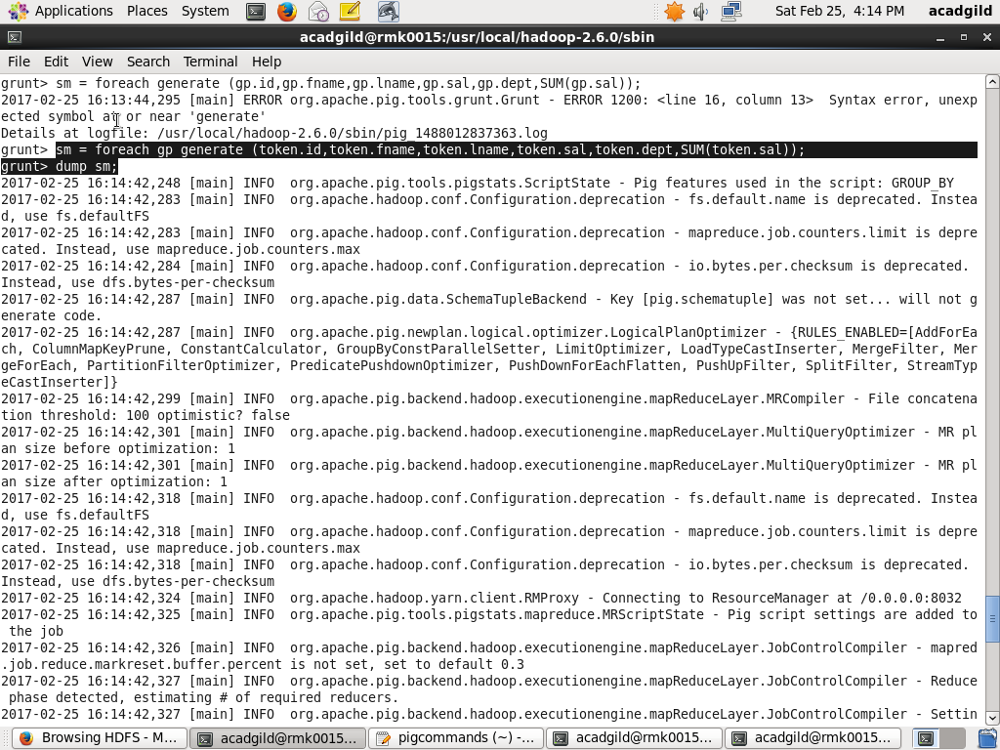 Applications Places System Sat Feb 25, 4:14 PM acadgild
acadgild@rmk0015:/usr/local/hadoop-2.6.0/sbin
File Edit View Search Terminal Help
grunt> sm = foreach generate (gp.id,gp.fname,gp.lname,gp.sal,gp.dept,SUM(gp.sal));
2017-02-25 16:13:44,295 [main] ERROR org.apache.pig.tools.grunt.Grunt - ERROR 1200: <line 16, column 13>  Syntax error, unexp
ected symbol at or near 'generate'
Details at logfile: /usr/local/hadoop-2.6.0/sbin/pig_1488012837363.log
grunt> sm = foreach gp generate (token.id,token.fname,token.lname,token.sal,token.dept,SUM(token.sal));
grunt> dump sm;
2017-02-25 16:14:42,248 [main] INFO  org.apache.pig.tools.pigstats.ScriptState - Pig features used in the script: GROUP_BY
2017-02-25 16:14:42,283 [main] INFO  org.apache.hadoop.conf.Configuration.deprecation - fs.default.name is deprecated. Instea
d, use fs.defaultFS
2017-02-25 16:14:42,283 [main] INFO  org.apache.hadoop.conf.Configuration.deprecation - mapreduce.job.counters.limit is depre
cated. Instead, use mapreduce.job.counters.max
2017-02-25 16:14:42,284 [main] INFO  org.apache.hadoop.conf.Configuration.deprecation - io.bytes.per.checksum is deprecated.
Instead, use dfs.bytes-per-checksum
2017-02-25 16:14:42,287 [main] INFO  org.apache.pig.data.SchemaTupleBackend - Key [pig.schematuple] was not set... will not g
enerate code.
2017-02-25 16:14:42,287 [main] INFO  org.apache.pig.newplan.logical.optimizer.LogicalPlanOptimizer - {RULES_ENABLED=[AddForEa
ch, ColumnMapKeyPrune, ConstantCalculator, GroupByConstParallelSetter, LimitOptimizer, LoadTypeCastInserter, MergeFilter, Mer
geForEach, PartitionFilterOptimizer, PredicatePushdownOptimizer, PushDownForEachFlatten, PushUpFilter, SplitFilter, StreamTyp
eCastInserter]}
2017-02-25 16:14:42,299 [main] INFO  org.apache.pig.backend.hadoop.executionengine.mapReduceLayer.MRCompiler - File concatena
tion threshold: 100 optimistic? false
2017-02-25 16:14:42,301 [main] INFO  org.apache.pig.backend.hadoop.executionengine.mapReduceLayer.MultiQueryOptimizer - MR pl
an size before optimization: 1
2017-02-25 16:14:42,301 [main] INFO  org.apache.pig.backend.hadoop.executionengine.mapReduceLayer.MultiQueryOptimizer - MR pl
an size after optimization: 1
2017-02-25 16:14:42,318 [main] INFO  org.apache.hadoop.conf.Configuration.deprecation - fs.default.name is deprecated. Instea
d, use fs.defaultFS
2017-02-25 16:14:42,318 [main] INFO  org.apache.hadoop.conf.Configuration.deprecation - mapreduce.job.counters.limit is depre
cated. Instead, use mapreduce.job.counters.max
2017-02-25 16:14:42,318 [main] INFO  org.apache.hadoop.conf.Configuration.deprecation - io.bytes.per.checksum is deprecated.
Instead, use dfs.bytes-per-checksum
2017-02-25 16:14:42,324 [main] INFO  org.apache.hadoop.yarn.client.RMProxy - Connecting to ResourceManager at /0.0.0.0:8032
2017-02-25 16:14:42,325 [main] INFO  org.apache.pig.tools.pigstats.mapreduce.MRScriptState - Pig script settings are added to
 the job
2017-02-25 16:14:42,326 [main] INFO  org.apache.pig.backend.hadoop.executionengine.mapReduceLayer.JobControlCompiler - mapred
.job.reduce.markreset.buffer.percent is not set, set to default 0.3
2017-02-25 16:14:42,327 [main] INFO  org.apache.pig.backend.hadoop.executionengine.mapReduceLayer.JobControlCompiler - Reduce
 phase detected, estimating # of required reducers.
2017-02-25 16:14:42,327 [main] INFO  org.apache.pig.backend.hadoop.executionengine.mapReduceLayer.JobControlCompiler - Settin
Browsing HDFS - M... acadgild@rmk0015... pigcommands (~) -... acadgild@rmk0015... acadgild@rmk0015...